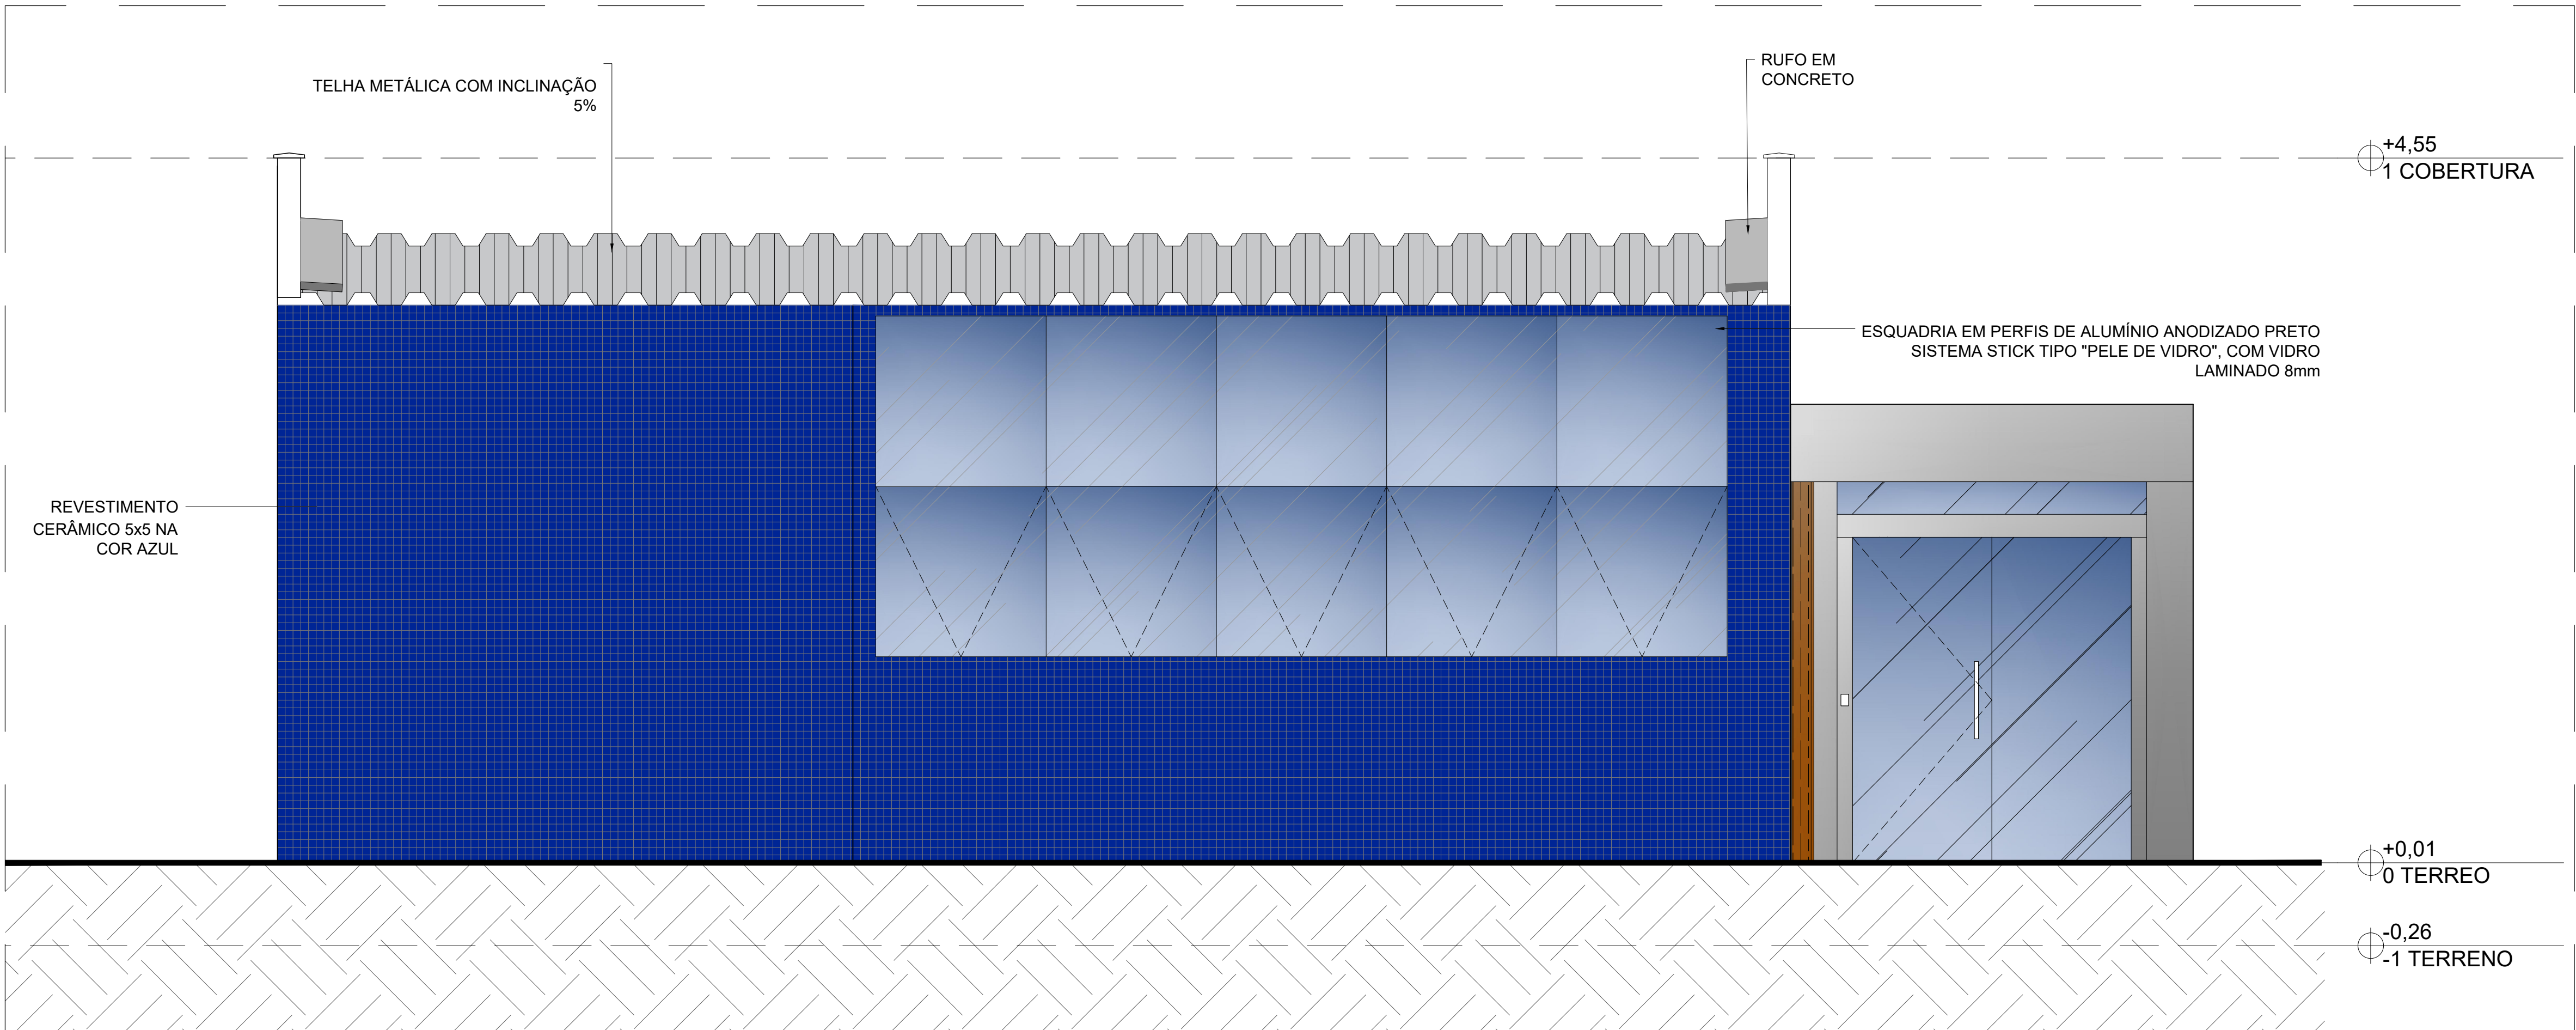 TELHA METÁLICA COM INCLINAÇÃO
5%
RUFO EM
CONCRETO
+4,55
1 COBERTURA
ESQUADRIA EM PERFIS DE ALUMÍNIO ANODIZADO PRETO
SISTEMA STICK TIPO "PELE DE VIDRO", COM VIDRO
LAMINADO 8mm
REVESTIMENTO
CERÂMICO 5x5 NA
COR AZUL
+0,01
0 TERREO
-0,26
-1 TERRENO